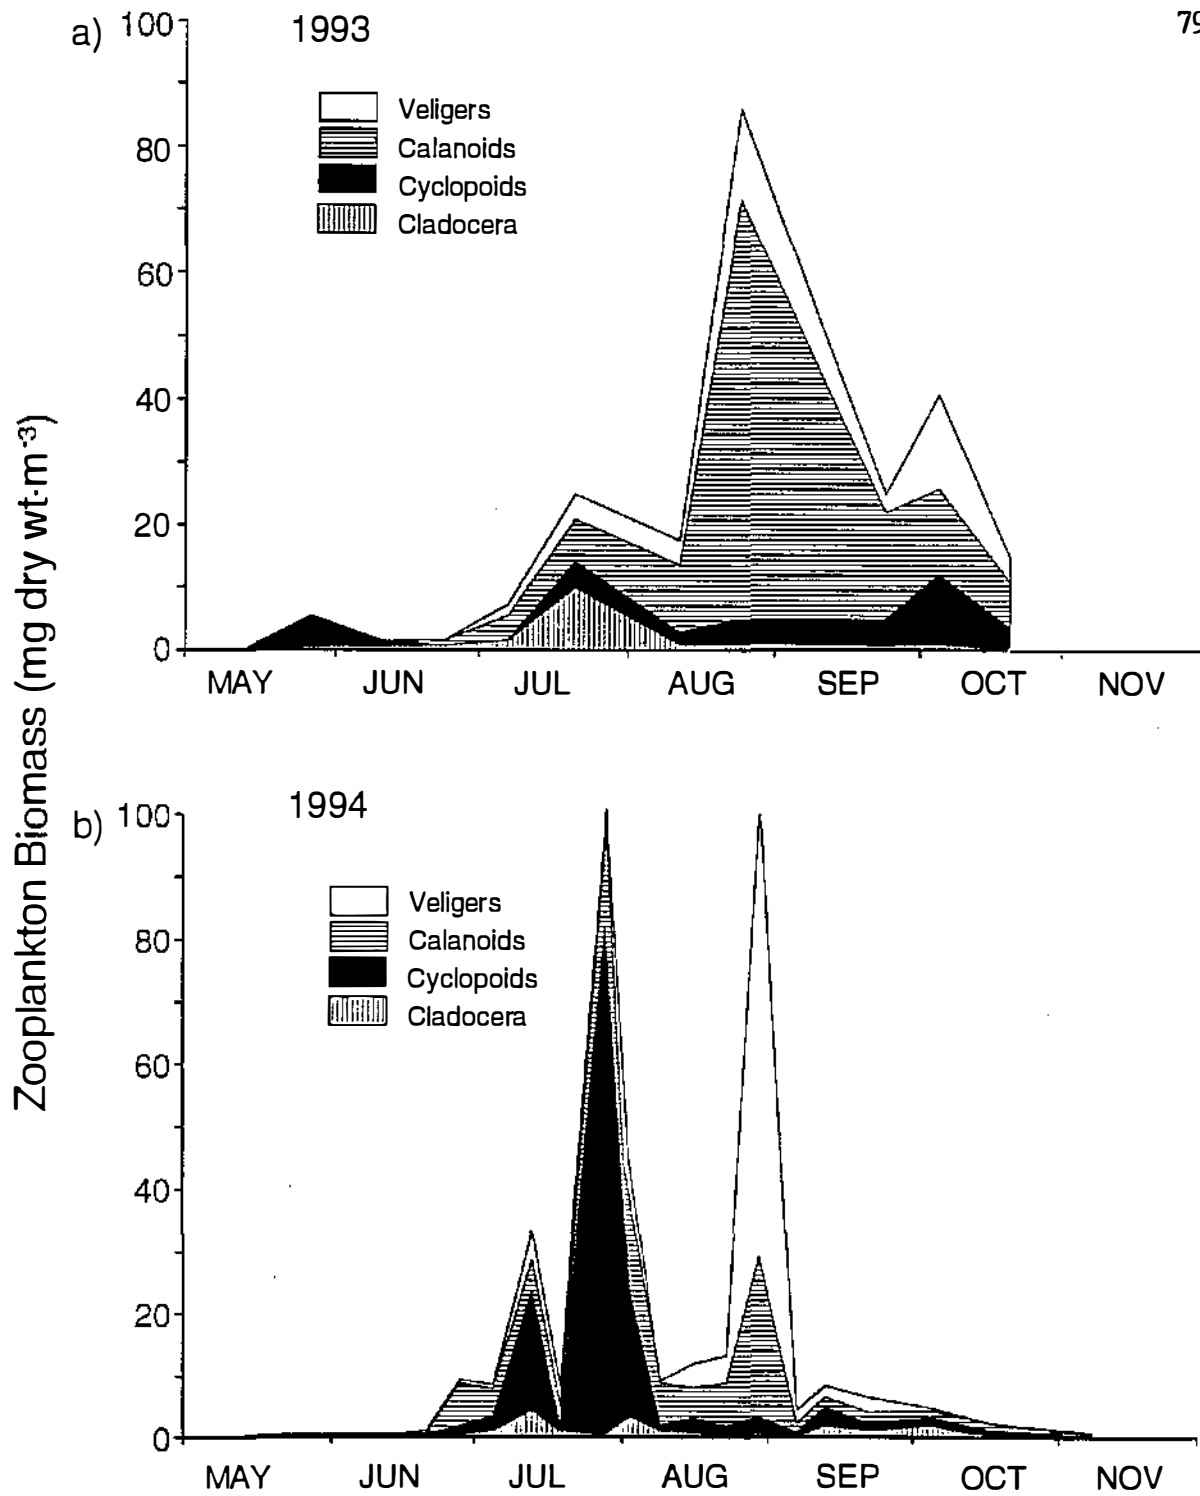 79
a) 1993
100
80
60
40
20
0
Veligers
Calanoids
Cyclopoids
Cladocera
MAY JUN JUL AUG SEP OCT NOV
Zooplankton Biomass (mg dry wt·m⁻³)
b) 1994
100
80
60
40
20
0
Veligers
Calanoids
Cyclopoids
Cladocera
MAY JUN JUL AUG SEP OCT NOV